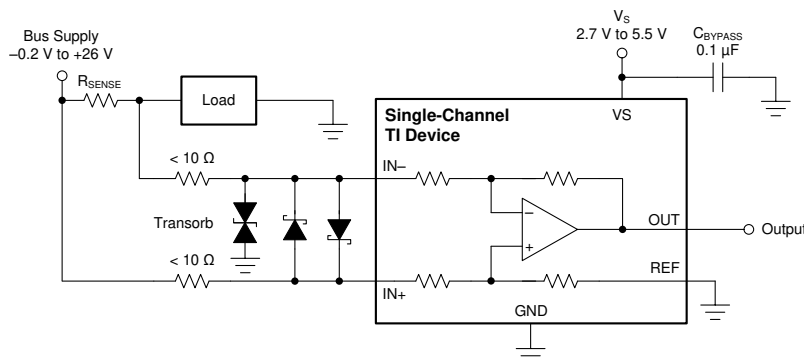 Bus Supply
–0.2 V to +26 V
RSENSE
Load
VS
2.7 V to 5.5 V
CBYPASS
0.1 µF
Single-Channel
TI Device
VS
< 10 Ω
IN–
Transorb
–
+
OUT
Output
< 10 Ω
IN+
REF
GND